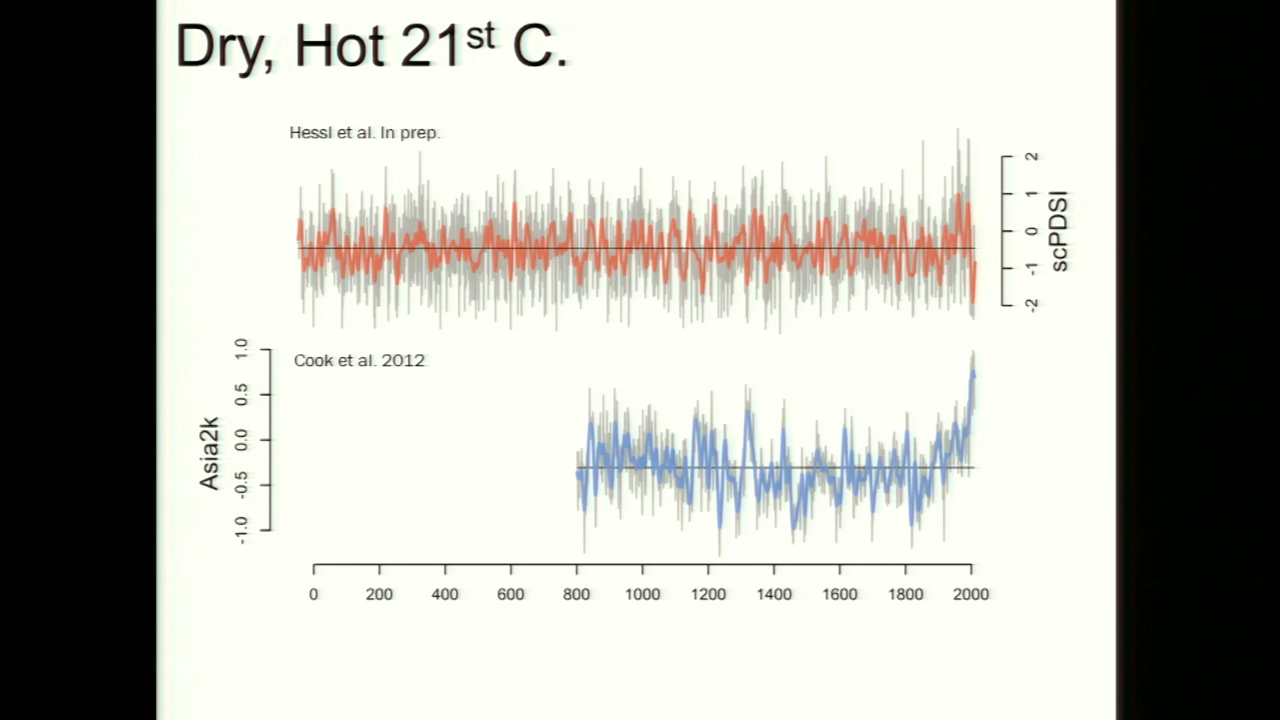 Dry, Hot 21st C.
Hessl et al. In prep.
2
1
0
-1
-2
scPDSI
Cook et al. 2012
1.0
0.5
0.0
-0.5
-1.0
Asia2k
0 200 400 600 800 1000 1200 1400 1600 1800 2000